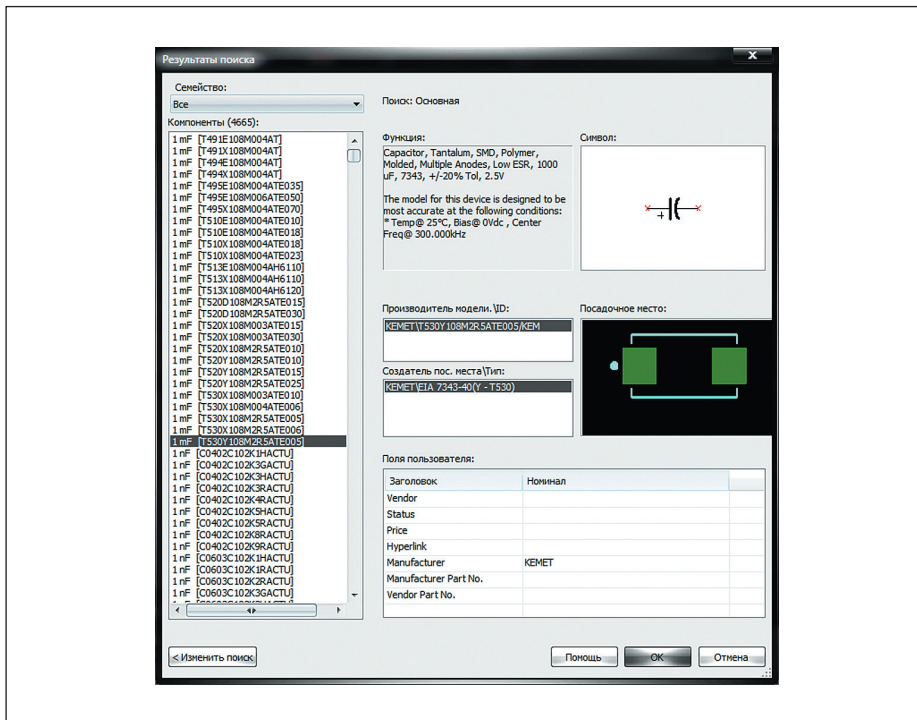 Результаты поиска
Семейство:
Все
Поиск: Основная
Компоненты (4665):
1 mF [T491E108M004AT]
1 mF [T491X108M004AT]
1 mF [T494E108M004AT]
1 mF [T494X108M004AT]
1 mF [T495E108M004ATE035]
1 mF [T495E108M006ATE050]
1 mF [T495X108M004ATE070]
1 mF [T510E108M004ATE010]
1 mF [T510E108M004ATE018]
1 mF [T510X108M004ATE018]
1 mF [T510X108M004ATE023]
1 mF [T513E108M004AH6110]
1 mF [T513X108M004AH6110]
1 mF [T513X108M004AH6120]
1 mF [T520D108M2R5ATE015]
1 mF [T520D108M2R5ATE030]
1 mF [T520X108M003ATE015]
1 mF [T520X108M003ATE030]
1 mF [T520X108M2R5ATE010]
1 mF [T520Y108M2R5ATE010]
1 mF [T520Y108M2R5ATE015]
1 mF [T520Y108M2R5ATE025]
1 mF [T530X108M003ATE010]
1 mF [T530X108M004ATE006]
1 mF [T530X108M2R5ATE005]
1 mF [T530X108M2R5ATE006]
1 mF [T530Y108M2R5ATE005]
1 nF [C0402C102K1HACTU]
1 nF [C0402C102K3GACTU]
1 nF [C0402C102K3HACTU]
1 nF [C0402C102K3RACTU]
1 nF [C0402C102K4RACTU]
1 nF [C0402C102K5HACTU]
1 nF [C0402C102K5RACTU]
1 nF [C0402C102K8RACTU]
1 nF [C0402C102K9RACTU]
1 nF [C0603C102K1HACTU]
1 nF [C0603C102K1RACTU]
1 nF [C0603C102K2RACTU]
1 nF [C0603C102K3GACTU]
Функция:
Capacitor, Tantalum, SMD, Polymer,
Molded, Multiple Anodes, Low ESR, 1000
uF, 7343, +/-20% Tol, 2.5V
The model for this device is designed to be
most accurate at the following conditions:
* Temp@ 25°C, Bias@ 0Vdc , Center
Freq@ 300.000kHz
Символ:
+
Производитель модели.\ID:
KEMET\T530Y108M2R5ATE005/KEM
Создатель пос. места\Тип:
KEMET\EIA 7343-40(Y - T530)
Посадочное место:
Поля пользователя:
Заголовок Номинал
Vendor
Status
Price
Hyperlink
Manufacturer KEMET
Manufacturer Part No.
Vendor Part No.
< Изменить поиск
Помощь
ОК
Отмена